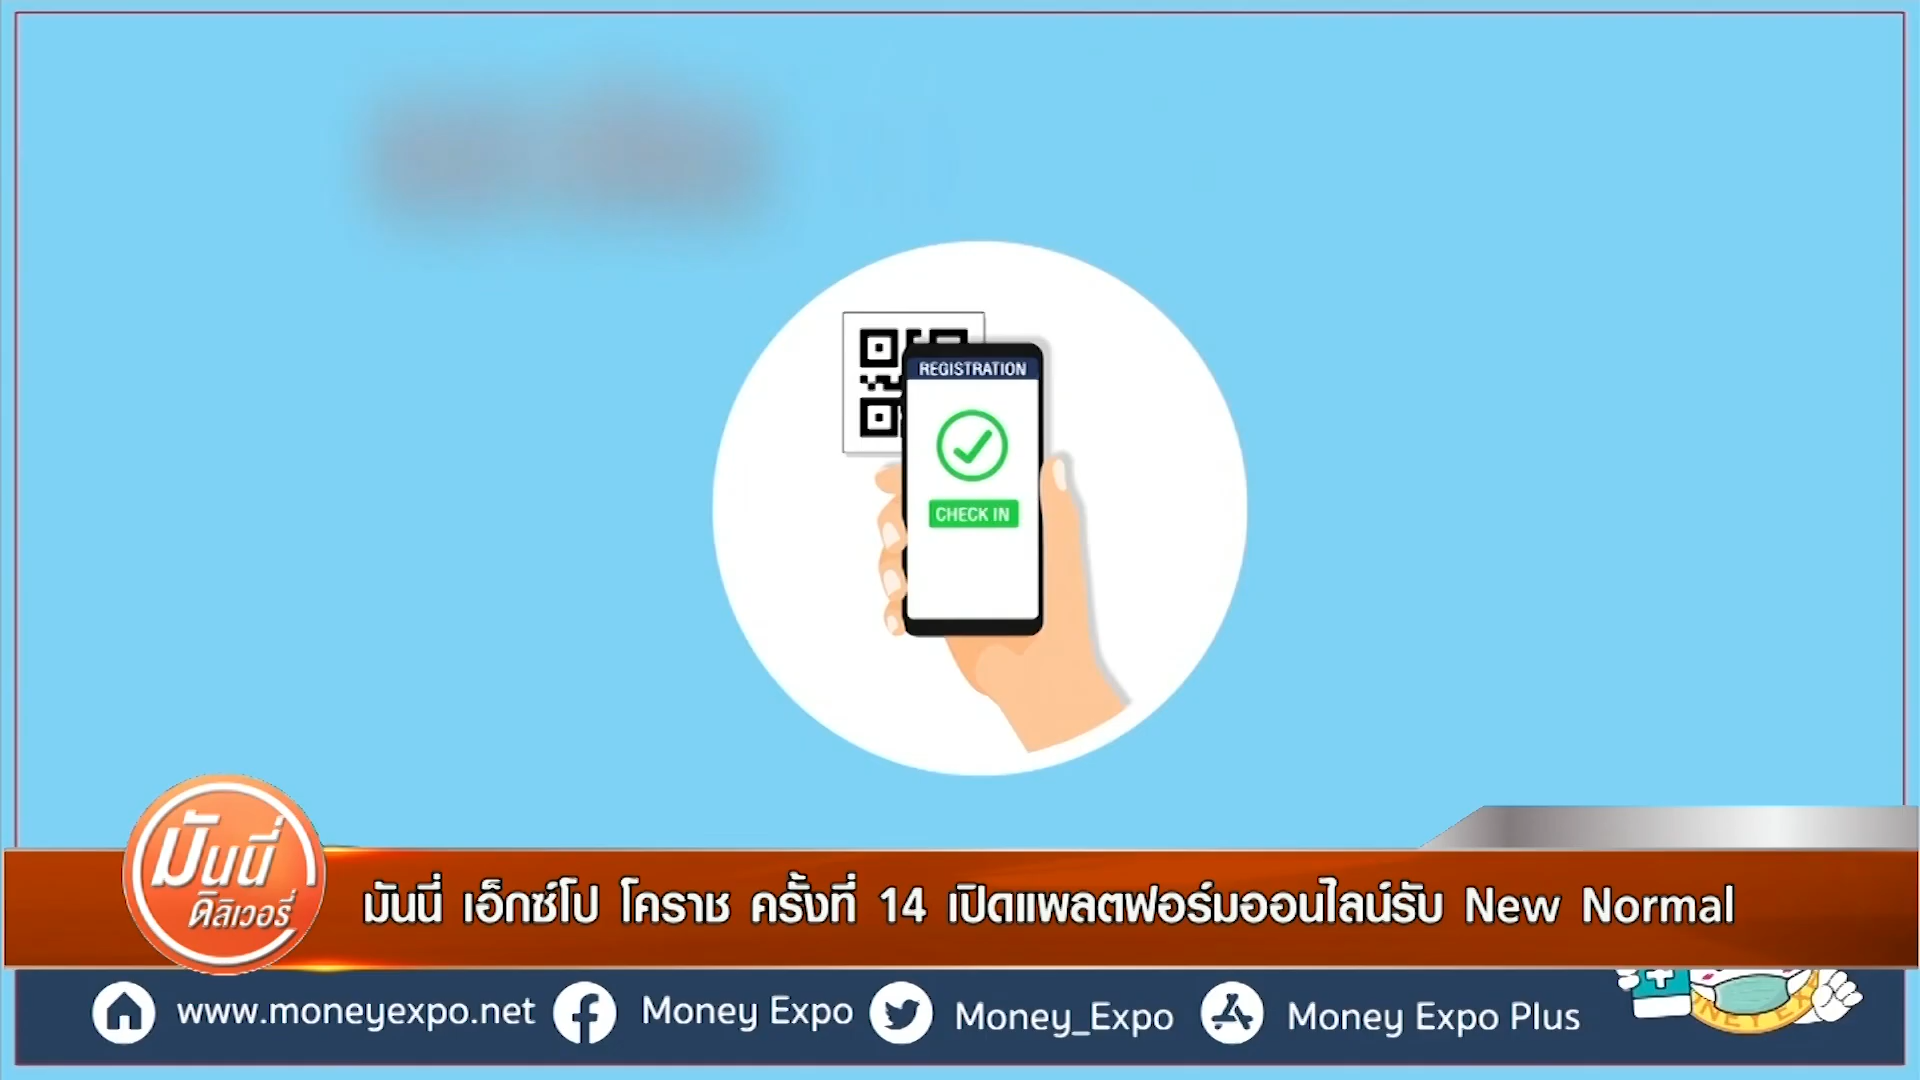 REGISTRATION
CHECK IN
มันนี่
ดิลิเวอรี่
มันนี่ เอ็กซ์โป โคราช ครั้งที่ 14 เปิดแพลตฟอร์มออนไลน์รับ New Normal
www.moneyexpo.net Money Expo Money_Expo Money Expo Plus